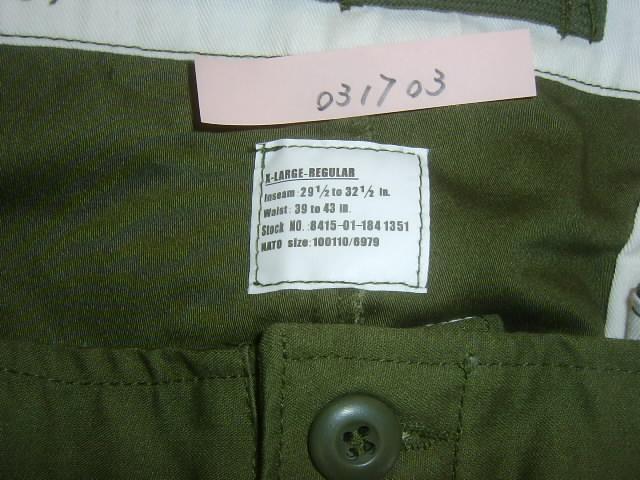 031703
X-LARGE-REGULAR
Inseam: 29 1/2 to 32 1/2 in.
Waist: 39 to 43 in.
Stock NO.: 8415-01-184 1351
NATO size: 100110/6979